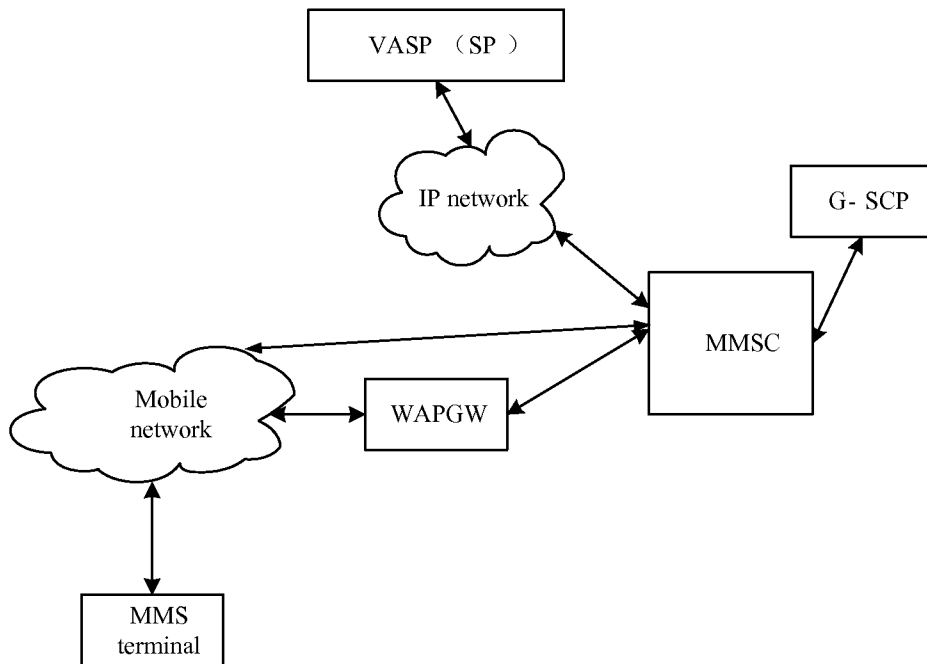 VASP （SP ）
IP network
G- SCP
MMSC
Mobile
network
WAPGW
MMS
terminal